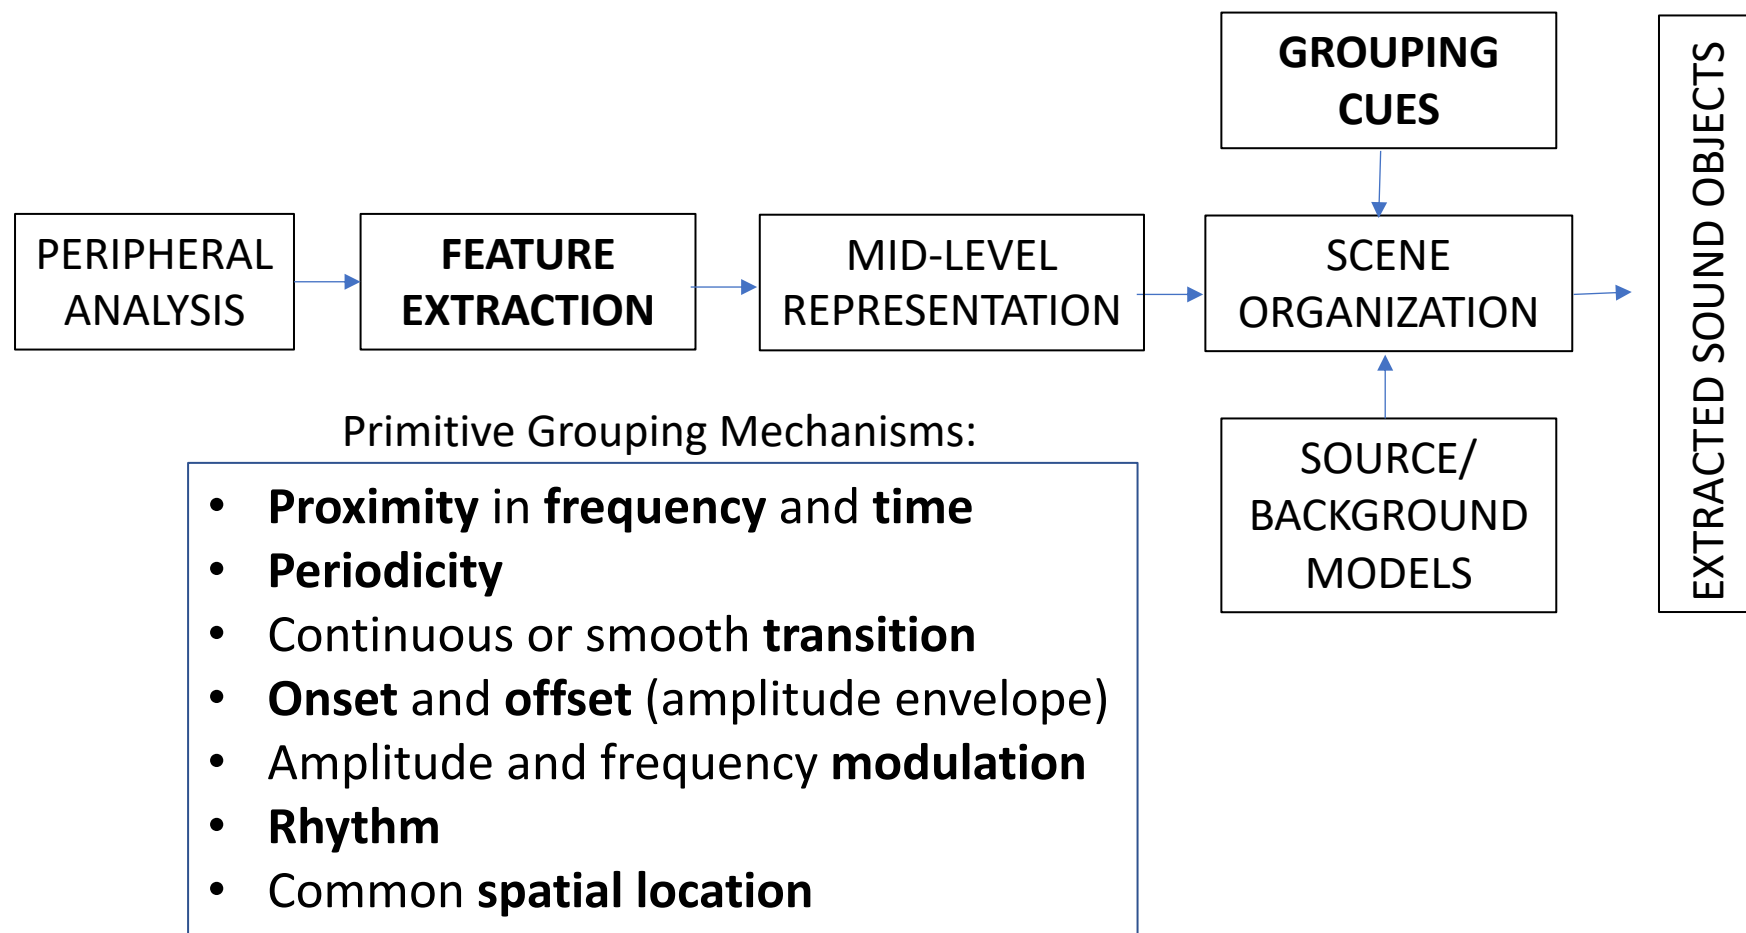 GROUPING
CUES
PERIPHERAL
ANALYSIS
FEATURE
EXTRACTION
MID-LEVEL
REPRESENTATION
SCENE
ORGANIZATION
SOURCE/
BACKGROUND
MODELS
EXTRACTED SOUND OBJECTS
Primitive Grouping Mechanisms:
• Proximity in frequency and time
• Periodicity
• Continuous or smooth transition
• Onset and offset (amplitude envelope)
• Amplitude and frequency modulation
• Rhythm
• Common spatial location